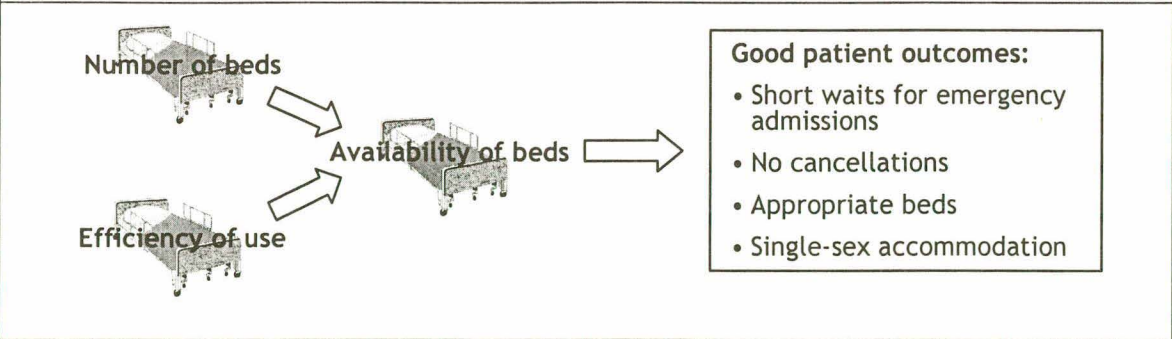 Number of beds
Efficiency of use
Availability of beds
Good patient outcomes:
• Short waits for emergency
admissions
• No cancellations
• Appropriate beds
• Single-sex accommodation